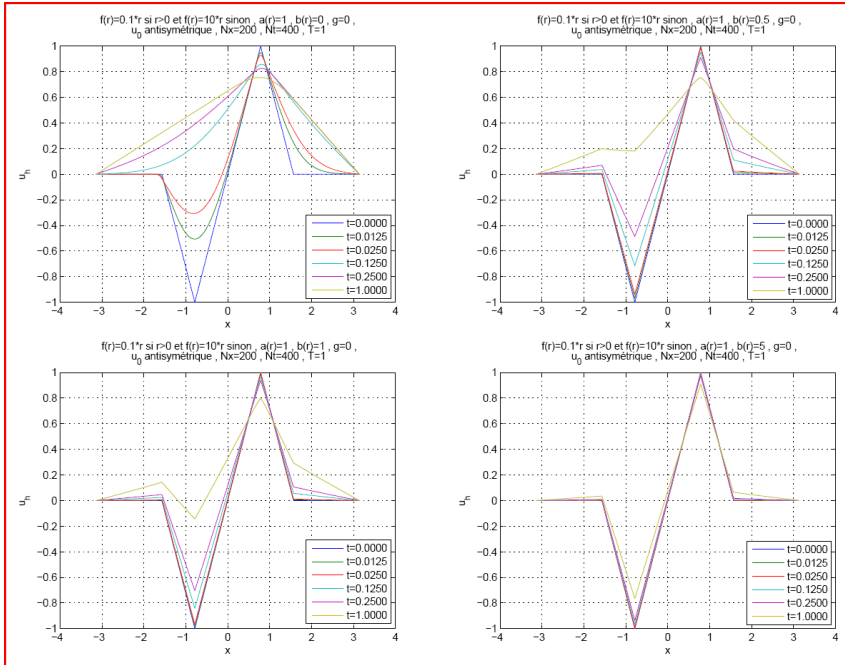 f(r)=0.1*r si r>0 et f(r)=10*r sinon , a(r)=1 , b(r)=0 , g=0 ,
u0 antisymétrique , Nx=200 , Nt=400 , T=1
1
0.8
0.6
0.4
0.2
0
−0.2
−0.4
−0.6
−0.8
−1
uh
−4 −3 −2 −1 0 1 2 3 4
x
t=0.0000
t=0.0125
t=0.0250
t=0.1250
t=0.2500
t=1.0000
f(r)=0.1*r si r>0 et f(r)=10*r sinon , a(r)=1 , b(r)=0.5 , g=0 ,
u0 antisymétrique , Nx=200 , Nt=400 , T=1
1
0.8
0.6
0.4
0.2
0
−0.2
−0.4
−0.6
−0.8
−1
uh
−4 −3 −2 −1 0 1 2 3 4
x
t=0.0000
t=0.0125
t=0.0250
t=0.1250
t=0.2500
t=1.0000
f(r)=0.1*r si r>0 et f(r)=10*r sinon , a(r)=1 , b(r)=1 , g=0 ,
u0 antisymétrique , Nx=200 , Nt=400 , T=1
1
0.8
0.6
0.4
0.2
0
−0.2
−0.4
−0.6
−0.8
−1
uh
−4 −3 −2 −1 0 1 2 3 4
x
t=0.0000
t=0.0125
t=0.0250
t=0.1250
t=0.2500
t=1.0000
f(r)=0.1*r si r>0 et f(r)=10*r sinon , a(r)=1 , b(r)=5 , g=0 ,
u0 antisymétrique , Nx=200 , Nt=400 , T=1
1
0.8
0.6
0.4
0.2
0
−0.2
−0.4
−0.6
−0.8
−1
uh
−4 −3 −2 −1 0 1 2 3 4
x
t=0.0000
t=0.0125
t=0.0250
t=0.1250
t=0.2500
t=1.0000